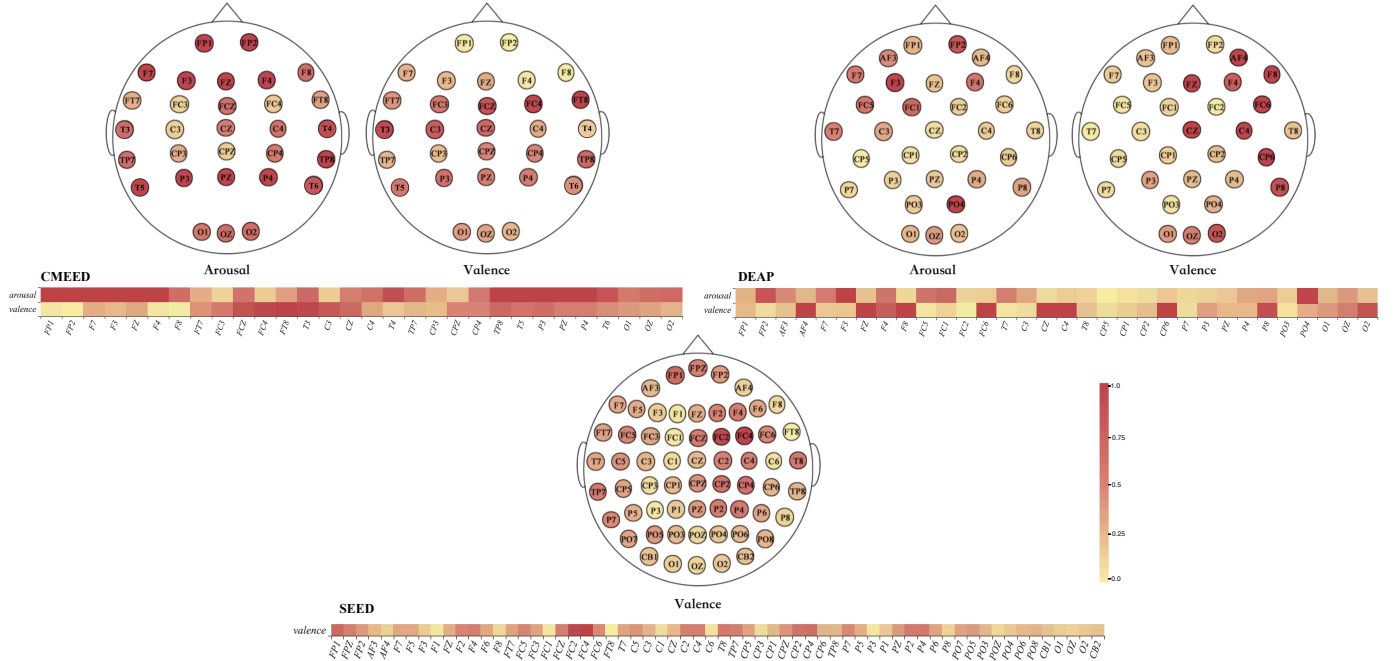 FP1 FP2
F7 F3 FZ F4 F8
FT7 FC3 FCZ FC4 FT8
T3 C3 CZ C4 T4
TP7 CP3 CPZ CP4 TP8
T5 P3 PZ P4 T6
O1 OZ O2
Arousal
FP1 FP2
F7 F3 FZ F4 F8
FT7 FC3 FCZ FC4 FT8
T3 C3 CZ C4 T4
TP7 CP3 CPZ CP4 TP8
T5 P3 PZ P4 T6
O1 OZ O2
Valence
CMEED
arousal
valence
FP1 FP2 F7 F3 FZ F4 F8 FT7 FC3 FCZ FC4 FT8 T3 C3 CZ C4 T4 TP7 CP3 CPZ CP4 TP8 T5 P3 PZ P4 T6 O1 OZ O2
FP1 FP2
AF3 AF4
F7 F3 FZ F4 F8
FC5 FC1 FC2 FC6
T7 C3 CZ C4 T8
CP5 CP1 CP2 CP6
P7 P3 PZ P4 P8
PO3 PO4
O1 OZ O2
Arousal
FP1 FP2
AF3 AF4
F7 F3 FZ F4 F8
FC5 FC1 FC2 FC6
T7 C3 CZ C4 T8
CP5 CP1 CP2 CP6
P7 P3 PZ P4 P8
PO3 PO4
O1 OZ O2
Valence
DEAP
arousal
valence
FP1 FP2 AF3 AF4 F7 F3 FZ F4 F8 FC5 FC1 FC2 FC6 T7 C3 CZ C4 T8 CP5 CP1 CP2 CP6 P7 P3 PZ P4 P8 PO3 PO4 O1 OZ O2
FP1 FPZ FP2
AF3 AF4
F7 F5 F3 F1 FZ F2 F4 F6 F8
FT7 FC5 FC3 FC1 FCZ FC2 FC4 FC6 FT8
T7 C5 C3 C1 CZ C2 C4 C6 T8
TP7 CP5 CP3 CP1 CPZ CP2 CP4 CP6 TP8
P7 P5 P3 P1 PZ P2 P4 P6 P8
PO7 PO5 PO3 POZ PO4 PO6 PO8
CB1 O1 OZ O2 CB2
Valence
1.0
0.75
0.5
0.25
0.0
SEED
valence
FP1 FPZ FP2 AF3 AF4 F7 F5 F3 F1 FZ F2 F4 F6 F8 FT7 FC5 FC3 FC1 FCZ FC2 FC4 FC6 FT8 T7 C5 C3 C1 CZ C2 C4 C6 T8 TP7 CP5 CP3 CP1 CPZ CP2 CP4 CP6 TP8 P7 P5 P3 P1 PZ P2 P4 P6 P8 PO7 PO5 PO3 POZ PO4 PO6 PO8 CB1 O1 OZ O2 CB2